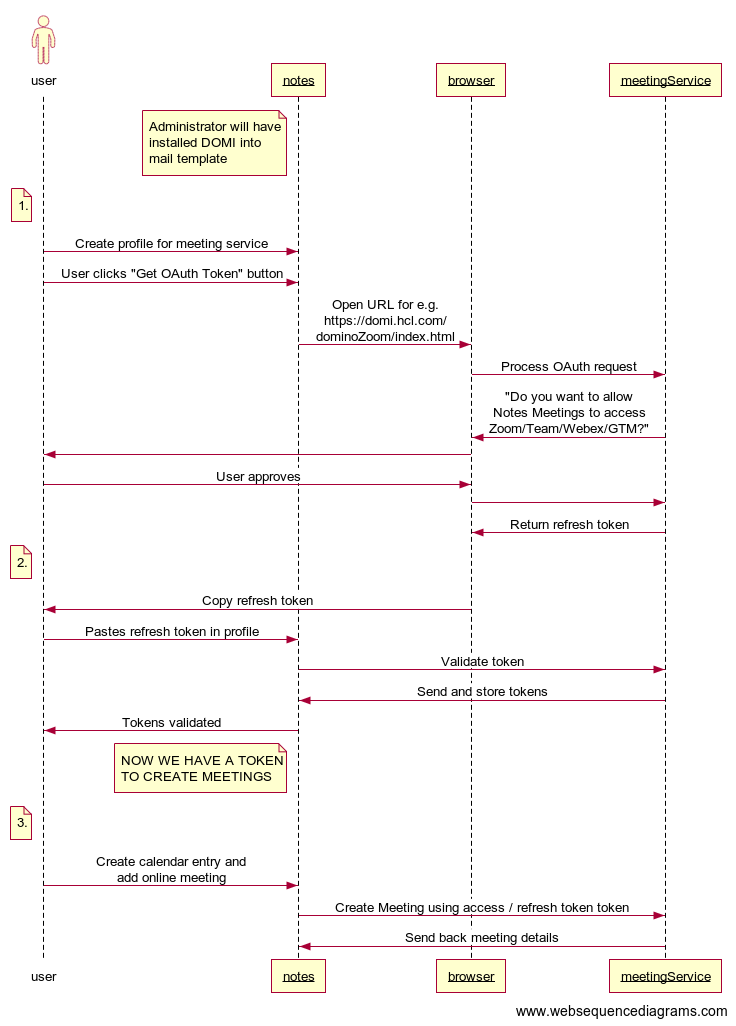 user
notes
browser
meetingService
Administrator will have
installed DOMI into
mail template
1.
Create profile for meeting service
User clicks "Get OAuth Token" button
Open URL for e.g.
https://domi.hcl.com/
dominoZoom/index.html
Process OAuth request
"Do you want to allow
Notes Meetings to access
Zoom/Team/Webex/GTM?"
User approves
Return refresh token
2.
Copy refresh token
Pastes refresh token in profile
Validate token
Send and store tokens
Tokens validated
NOW WE HAVE A TOKEN
TO CREATE MEETINGS
3.
Create calendar entry and
add online meeting
Create Meeting using access / refresh token token
Send back meeting details
user
notes
browser
meetingService
www.websequencediagrams.com